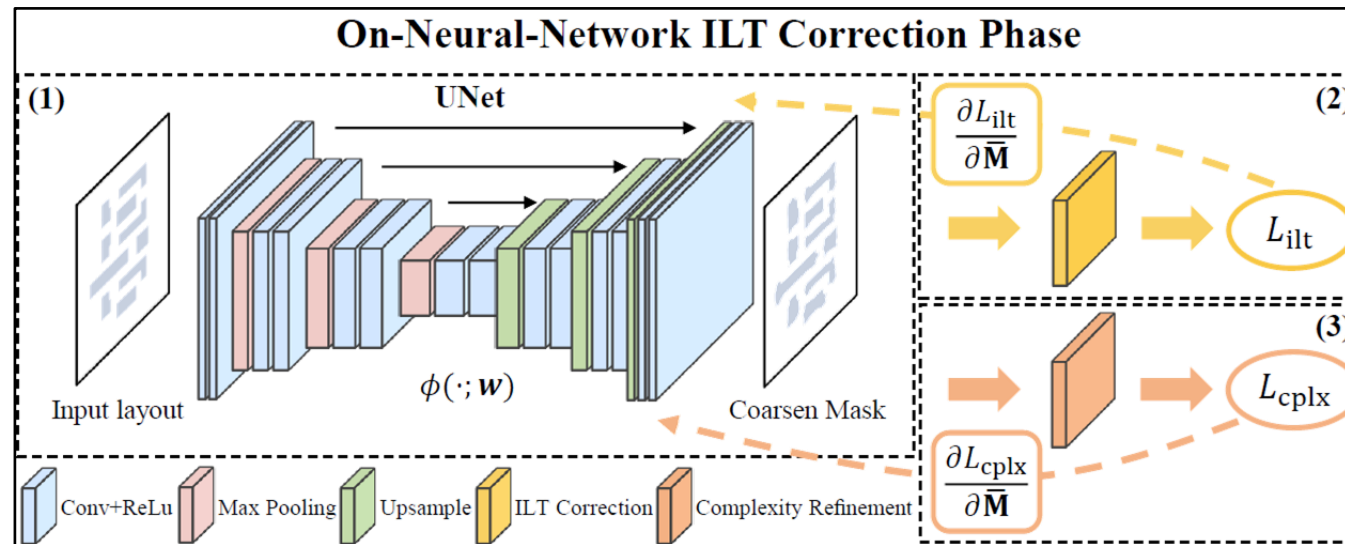 On-Neural-Network ILT Correction Phase
(1)
UNet
Input layout
ϕ(·; w)
Coarsen Mask
(2)
∂L_ilt
∂M̄
L_ilt
(3)
L_cplx
∂L_cplx
∂M̄
Conv+ReLu
Max Pooling
Upsample
ILT Correction
Complexity Refinement